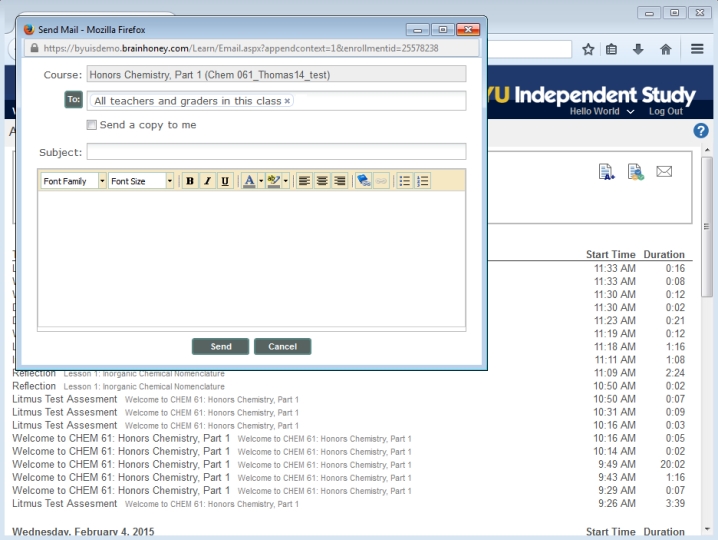 Send Mail - Mozilla Firefox
https://byuisdemo.brainhoney.com/Learn/Email.aspx?appendcontext=1&enrollmentid=25578238
Course: Honors Chemistry, Part 1 (Chem 061_Thomas14_test)
To: All teachers and graders in this class ×
Send a copy to me
Subject:
Font Family Font Size B I U A ab
Send Cancel
YU Independent Study
Hello World Log Out
?
Start Time Duration
11:33 AM 0:16
11:33 AM 0:08
11:30 AM 0:12
11:30 AM 0:02
11:23 AM 0:21
11:19 AM 0:12
11:18 AM 1:16
11:11 AM 1:08
Reflection Lesson 1: Inorganic Chemical Nomenclature 11:09 AM 2:24
Reflection Lesson 1: Inorganic Chemical Nomenclature 10:50 AM 0:02
Litmus Test Assesment Welcome to CHEM 61: Honors Chemistry, Part 1 10:50 AM 0:07
Litmus Test Assesment Welcome to CHEM 61: Honors Chemistry, Part 1 10:31 AM 0:09
Litmus Test Assesment Welcome to CHEM 61: Honors Chemistry, Part 1 10:16 AM 0:03
Welcome to CHEM 61: Honors Chemistry, Part 1 Welcome to CHEM 61: Honors Chemistry, Part 1 10:16 AM 0:05
Welcome to CHEM 61: Honors Chemistry, Part 1 Welcome to CHEM 61: Honors Chemistry, Part 1 10:14 AM 0:02
Welcome to CHEM 61: Honors Chemistry, Part 1 Welcome to CHEM 61: Honors Chemistry, Part 1 9:49 AM 20:02
Welcome to CHEM 61: Honors Chemistry, Part 1 Welcome to CHEM 61: Honors Chemistry, Part 1 9:43 AM 1:16
Welcome to CHEM 61: Honors Chemistry, Part 1 Welcome to CHEM 61: Honors Chemistry, Part 1 9:29 AM 0:07
Litmus Test Assesment Welcome to CHEM 61: Honors Chemistry, Part 1 9:26 AM 3:39
Wednesday, February 4, 2015 Start Time Duration